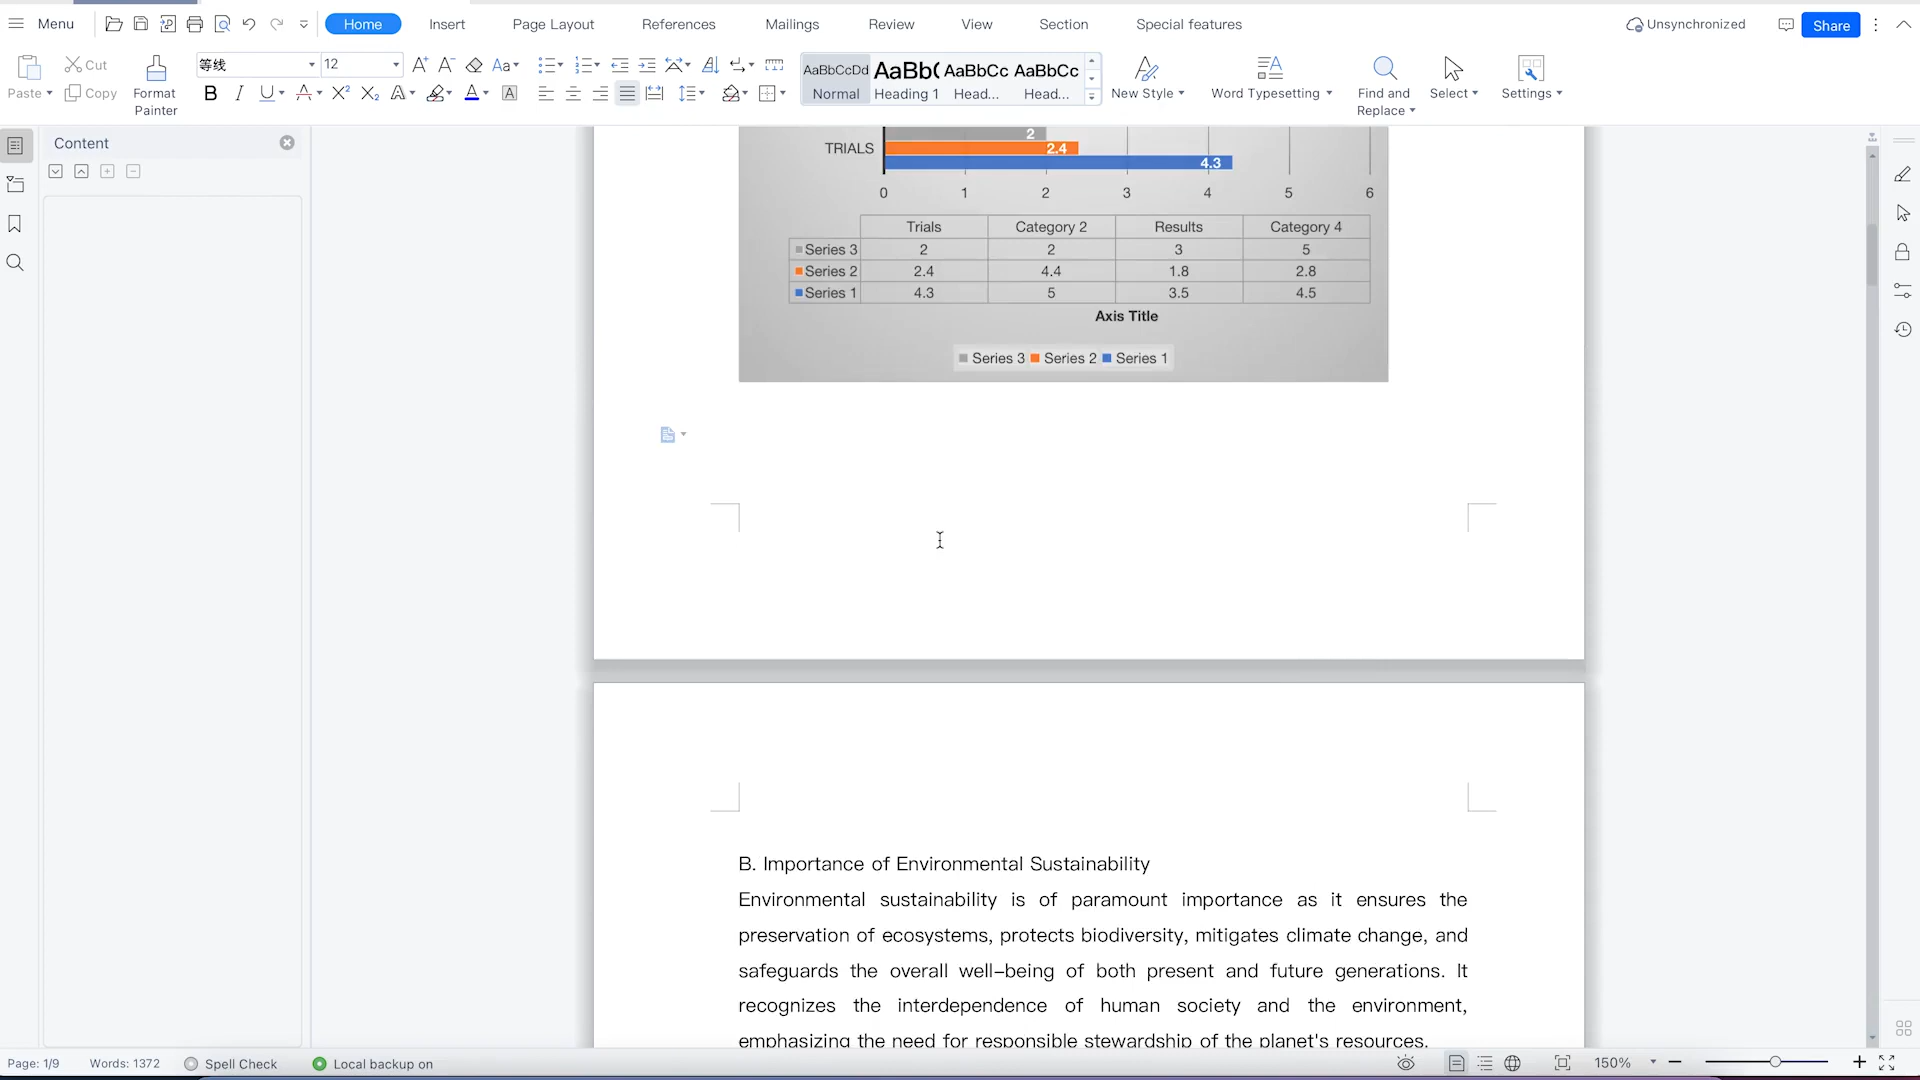 Menu Home Insert Page Layout References Mailings Review View Section Special features Unsynchronized Share
等线 12 AaBbCcDd AaBb( AaBbCc AaBbCc
Cut
Paste Copy Format Painter Normal Heading 1 Head... Head... New Style Word Typesetting Find and Replace Select Settings
Content
2
TRIALS 2.4
4.3
0 1 2 3 4 5 6
Trials Category 2 Results Category 4
Series 3 2 2 3 5
Series 2 2.4 4.4 1.8 2.8
Series 1 4.3 5 3.5 4.5
Axis Title
Series 3 Series 2 Series 1
B. Importance of Environmental Sustainability
Environmental sustainability is of paramount importance as it ensures the
preservation of ecosystems, protects biodiversity, mitigates climate change, and
safeguards the overall well-being of both present and future generations. It
recognizes the interdependence of human society and the environment,
emphasizing the need for responsible stewardship of the planet's resources.
Page: 1/9 Words: 1372 Spell Check Local backup on 150%